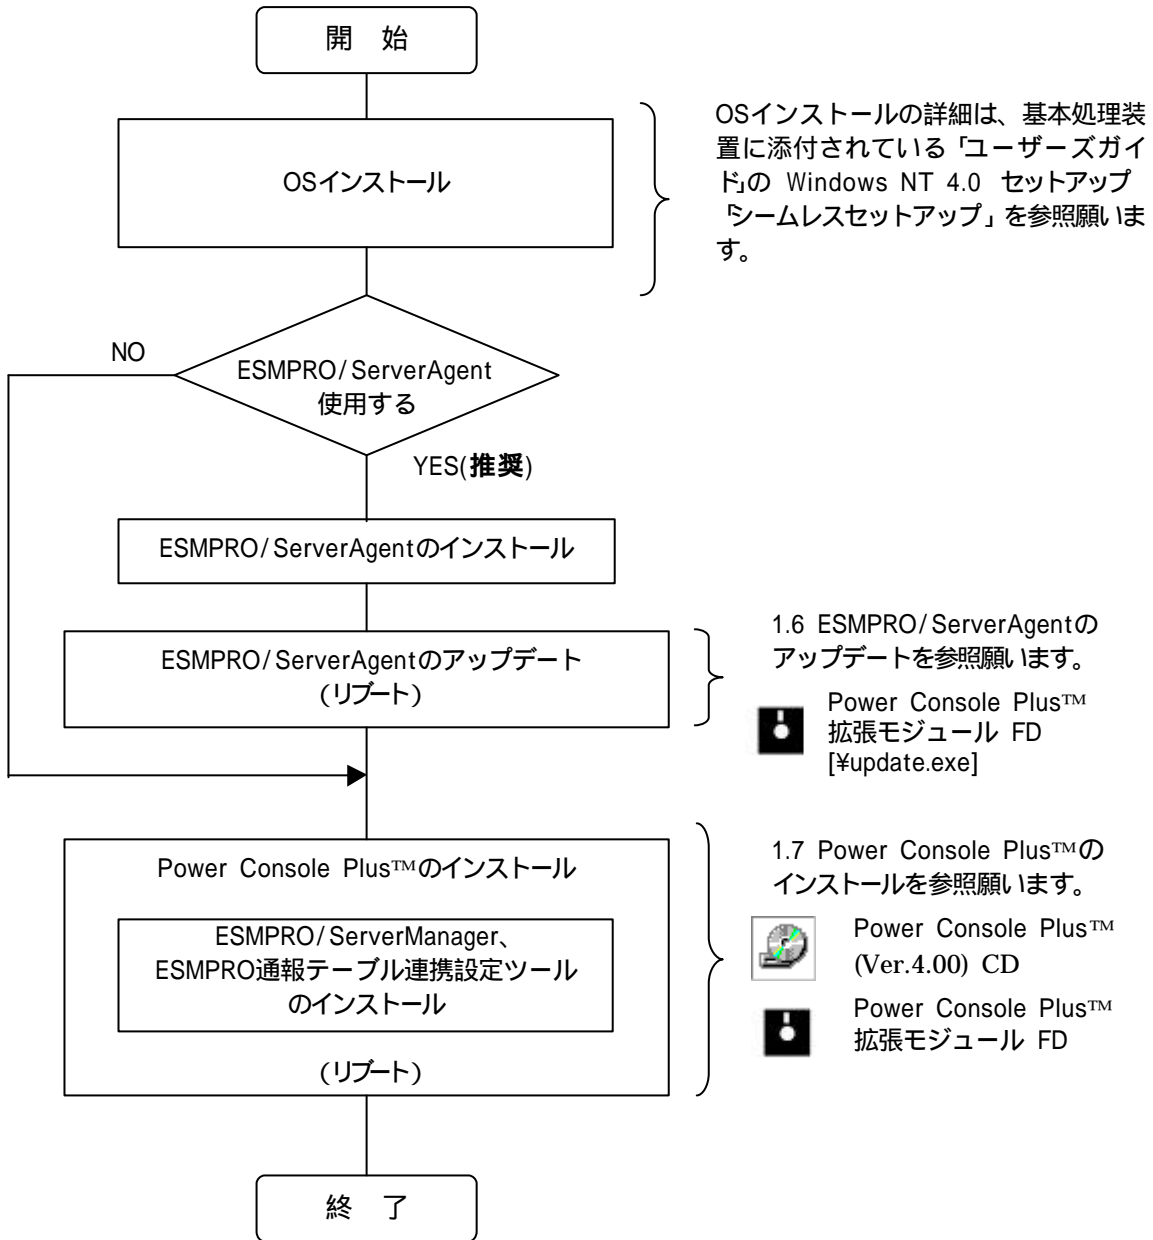 開　始
OSインストール
OSインストールの詳細は、基本処理装
置に添付されている「ユーザーズガイ
ド」の Windows NT 4.0 セットアップ
「シームレスセットアップ」を参照願いま
す。
NO
ESMPRO/ServerAgent
使用する
YES(推奨)
ESMPRO/ServerAgentのインストール
ESMPRO/ServerAgentのアップデート
(リブート)
1.6 ESMPRO/ServerAgentの
アップデートを参照願います。
Power Console Plus™
拡張モジュール FD
[¥update.exe]
Power Console Plus™のインストール
ESMPRO/ServerManager、
ESMPRO通報テーブル連携設定ツール
のインストール
(リブート)
1.7 Power Console Plus™の
インストールを参照願います。
Power Console Plus™
(Ver.4.00) CD
Power Console Plus™
拡張モジュール FD
終　了